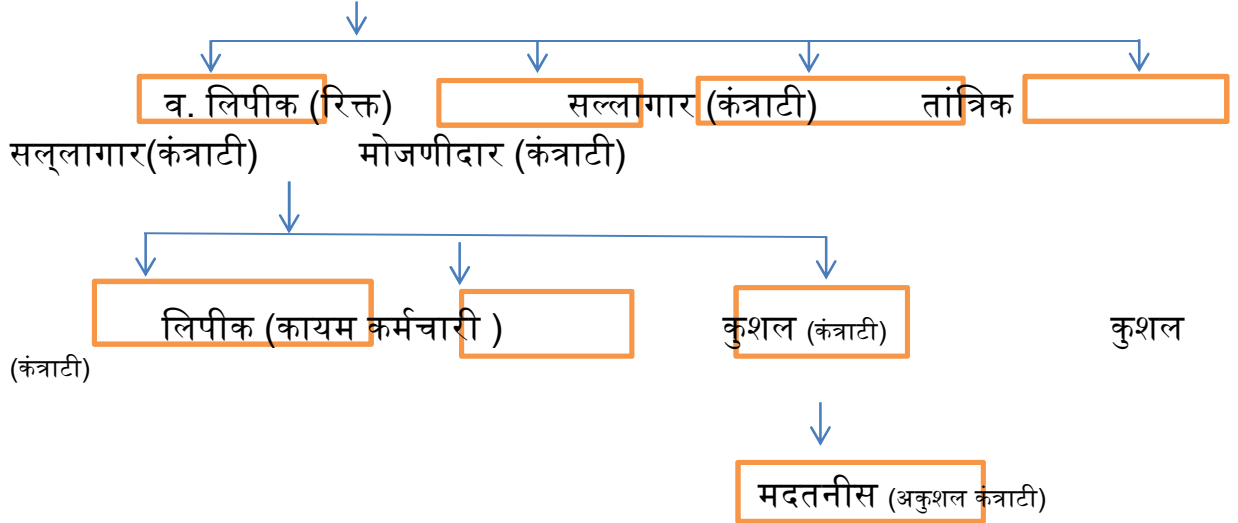 व. लिपीक (रिक्त) सल्लागार (कंत्राटी) तांत्रिक
सल्लागार(कंत्राटी) मोजणीदार (कंत्राटी)
लिपीक (कायम कर्मचारी ) कुशल (कंत्राटी) कुशल
(कंत्राटी)
मदतनीस (अकुशल कंत्राटी)